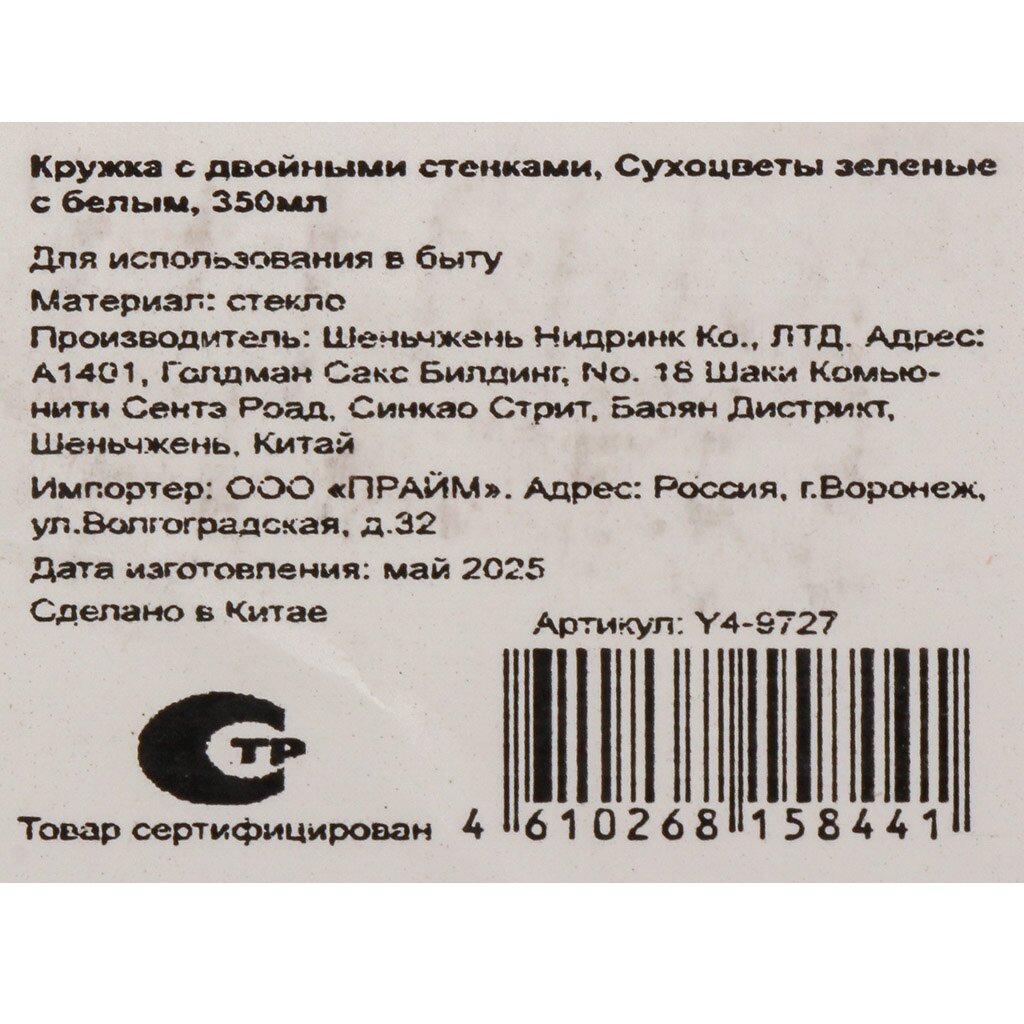 Кружка с двойными стенками, Сухоцветы зеленые
с белым, 350мл
Для использования в быту
Материал: стекло
Производитель: Шеньчжень Нидринк Ко., ЛТД. Адрес:
А1401, Голдман Сакс Билдинг, No. 18 Шаки Комью-
нити Сентэ Роад, Синкао Стрит, Баоян Дистрикт,
Шеньчжень, Китай
Импортер: ООО «ПРАЙМ». Адрес: Россия, г.Воронеж,
ул.Волгоградская, д.32
Дата изготовления: май 2025
Сделано в Китае
Артикул: Y4-9727
СТР
Товар сертифицирован
4 610268 158441